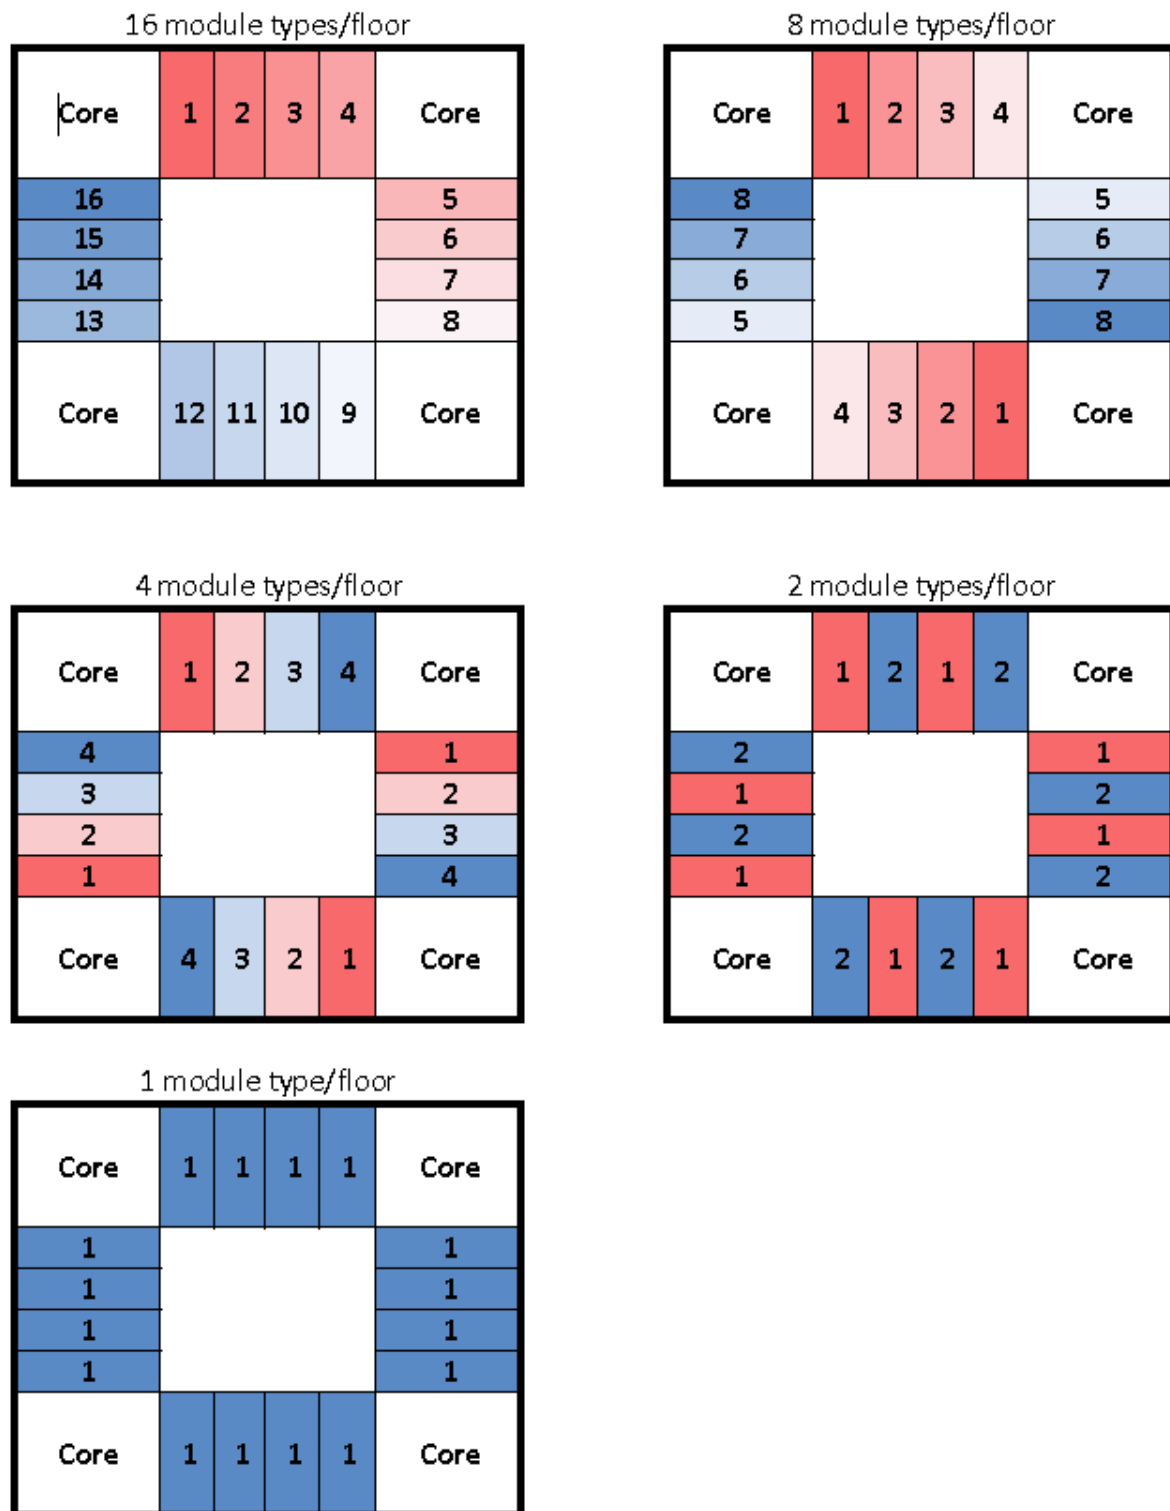 16 module types/floor
Core 1 2 3 4 Core
16 5
15 6
14 7
13 8
Core 12 11 10 9 Core
8 module types/floor
Core 1 2 3 4 Core
8 5
7 6
6 7
5 8
Core 4 3 2 1 Core
4 module types/floor
Core 1 2 3 4 Core
4 1
3 2
2 3
1 4
Core 4 3 2 1 Core
2 module types/floor
Core 1 2 1 2 Core
2 1
1 2
2 1
1 2
Core 2 1 2 1 Core
1 module type/floor
Core 1 1 1 1 Core
1 1
1 1
1 1
1 1
Core 1 1 1 1 Core